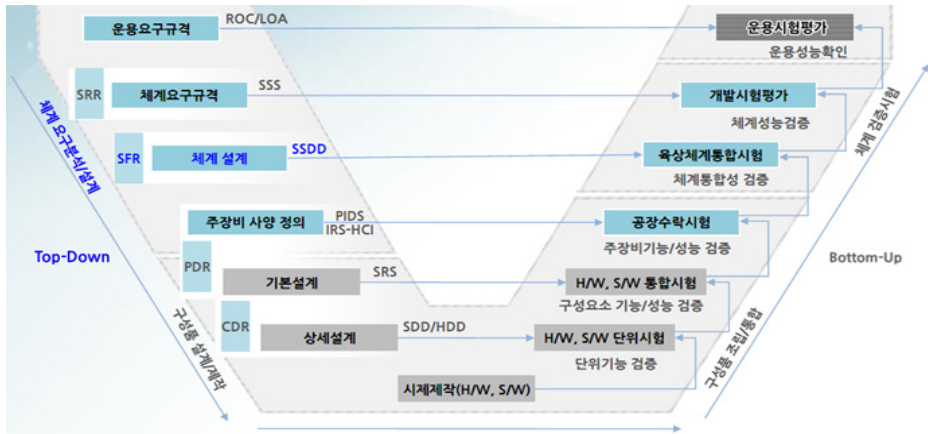 운용요구규격
ROC/LOA
운용시험평가
운용성능확인
SRR
체계요구규격
SSS
개발시험평가
체계성능검증
SFR
체계 설계
SSDD
육상체계통합시험
체계통합성 검증
주장비 사양 정의
PIDS
IRS-HCI
공장수락시험
주장비기능/성능 검증
PDR
기본설계
SRS
H/W, S/W 통합시험
구성요소 기능/성능 검증
CDR
상세설계
SDD/HDD
H/W, S/W 단위시험
단위기능 검증
시제제작(H/W, S/W)
체계 요구분석/설계
Top-Down
구성품 설계/제작
체계 검증시험
Bottom-Up
구성품 조립/통합